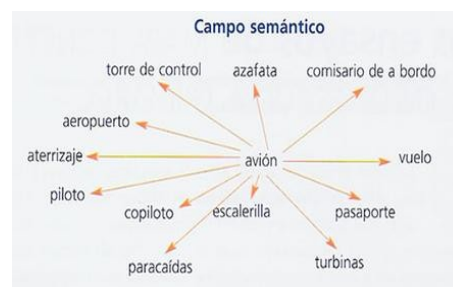 Campo semántico
torre de control azafata comisario de a bordo
aeropuerto
aterrizaje avión vuelo
piloto
copiloto escalerilla pasaporte
paracaídas turbinas